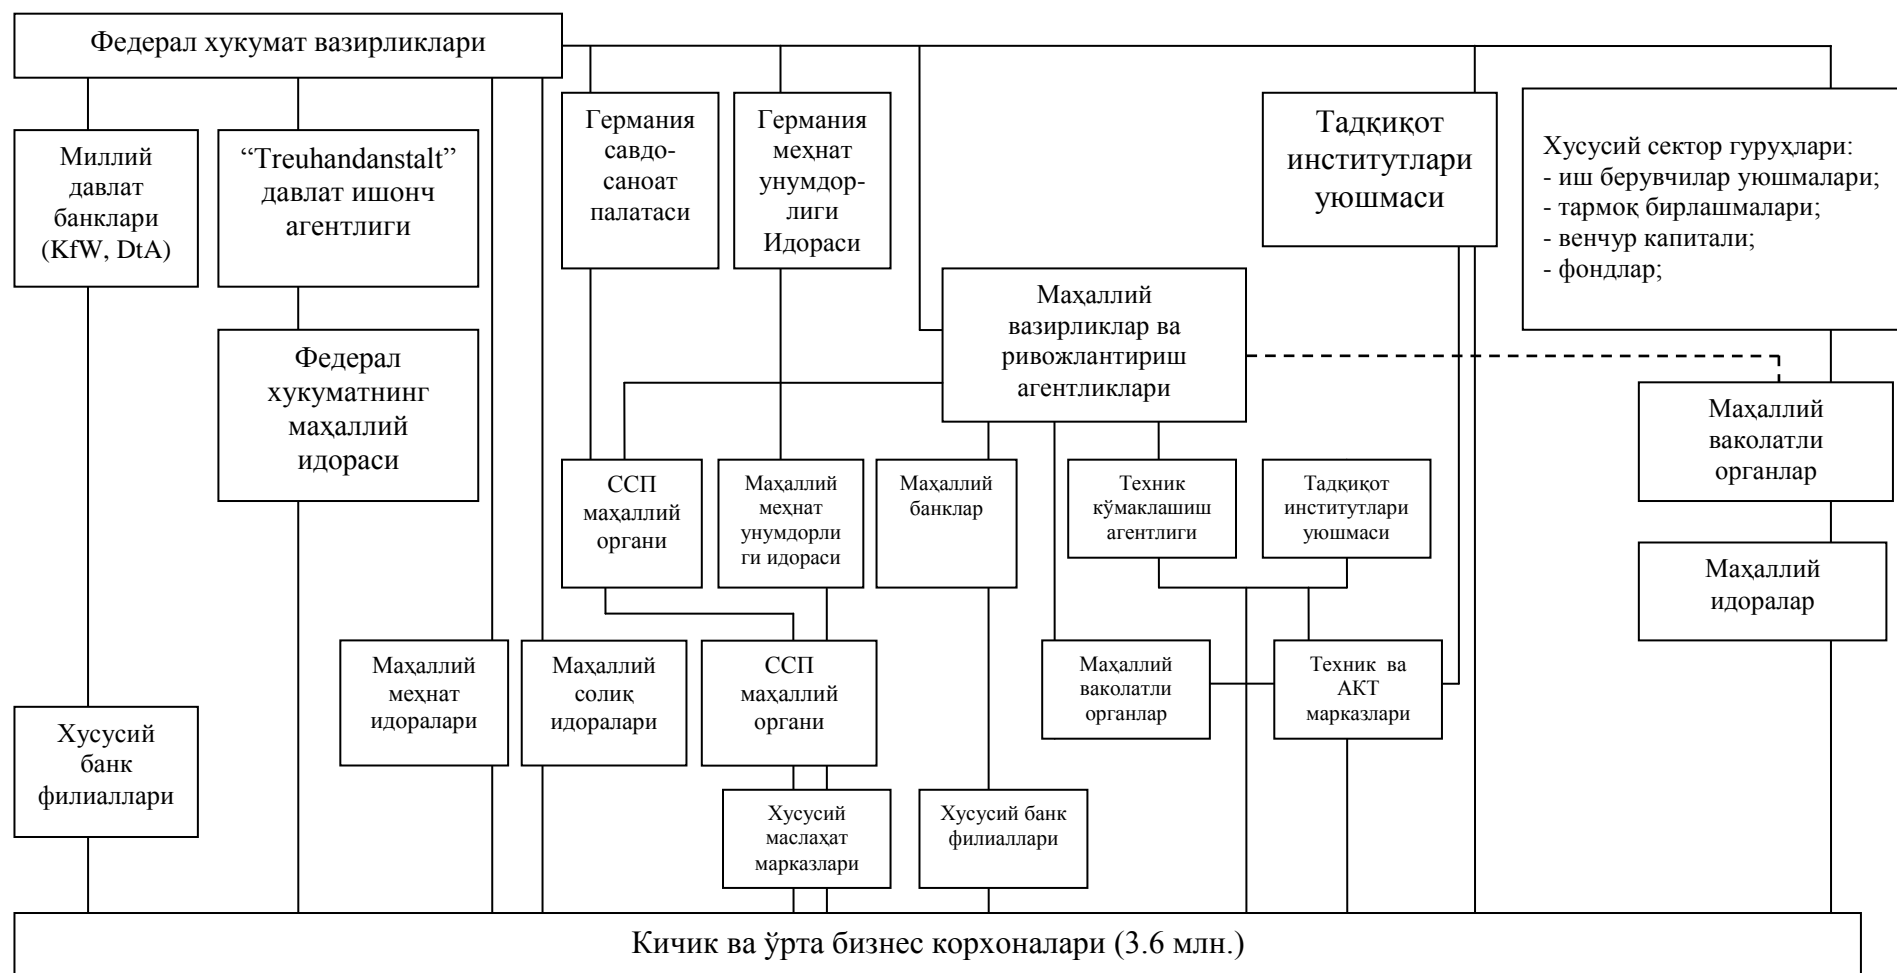 Федерал хукумат вазирликлари
Миллий
давлат
банклари
(KfW, DtA)
“Treuhandanstalt”
давлат ишонч
агентлиги
Германия
савдо-
саноат
палатаси
Германия
меҳнат
унумдор-
лиги
Идораси
Тадқиқот
институтлари
уюшмаси
Хусусий сектор гуруҳлари:
- иш берувчилар уюшмалари;
- тармоқ бирлашмалари;
- венчур капитали;
- фондлар;
Маҳаллий
вазирликлар ва
ривожлантириш
агентликлари
Федерал
хукуматнинг
маҳаллий
идораси
Маҳаллий
ваколатли
органлар
ССП
маҳаллий
органи
Маҳаллий
меҳнат
унумдорли
ги идораси
Маҳаллий
банклар
Техник
кўмаклашиш
агентлиги
Тадқиқот
институтлари
уюшмаси
Маҳаллий
идоралар
Маҳаллий
меҳнат
идоралари
Маҳаллий
солиқ
идоралари
ССП
маҳаллий
органи
Маҳаллий
ваколатли
органлар
Техник ва
АКТ
марказлари
Хусусий
банк
филиаллари
Хусусий
маслаҳат
марказлари
Хусусий банк
филиаллари
Кичик ва ўрта бизнес корхоналари (3.6 млн.)